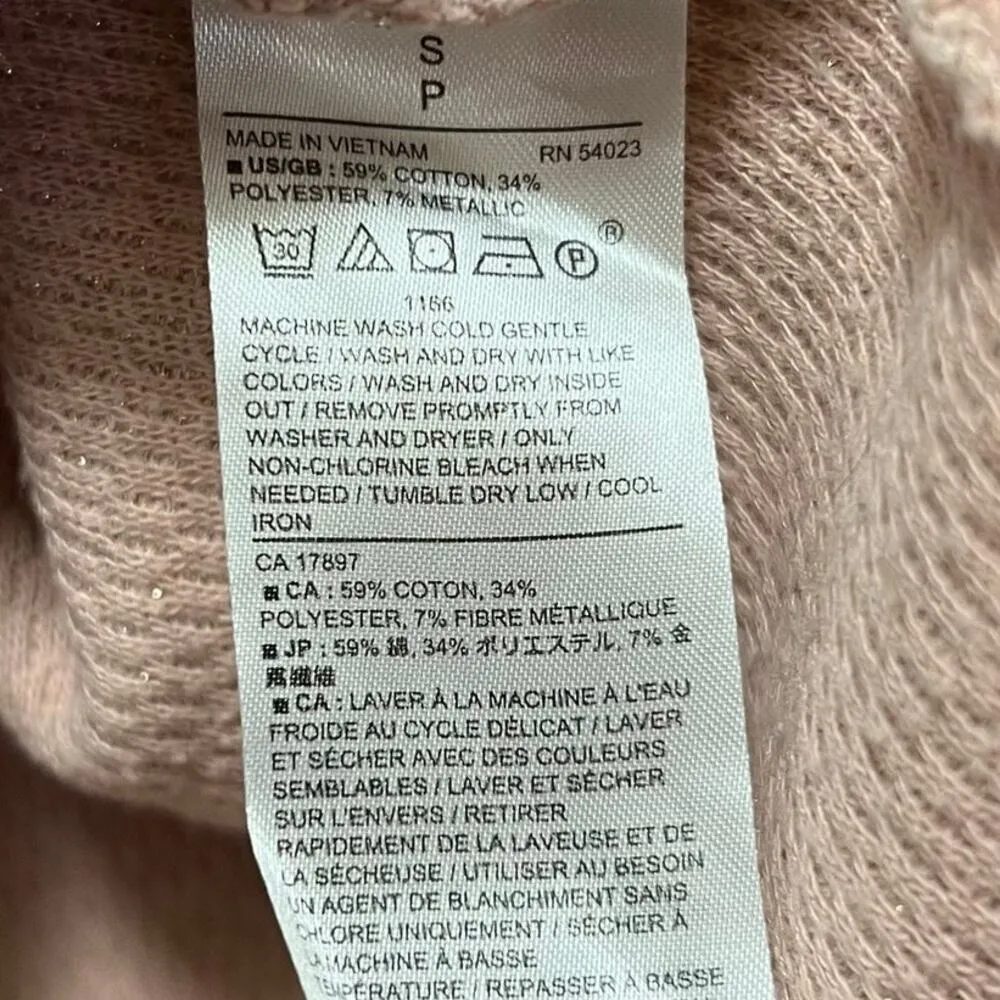 S
P
MADE IN VIETNAM RN 54023
US/GB : 59% COTTON, 34%
POLYESTER, 7% METALLIC
30 P ®
1166
MACHINE WASH COLD GENTLE
CYCLE / WASH AND DRY WITH LIKE
COLORS / WASH AND DRY INSIDE
OUT / REMOVE PROMPTLY FROM
WASHER AND DRYER / ONLY
NON-CHLORINE BLEACH WHEN
NEEDED / TUMBLE DRY LOW / COOL
IRON
CA 17897
CA : 59% COTON, 34%
POLYESTER, 7% FIBRE MÉTALLIQUE
JP : 59% 綿, 34% ポリエステル, 7% 金
属繊維
CA : LAVER À LA MACHINE À L'EAU
FROIDE AU CYCLE DÉLICAT / LAVER
ET SÉCHER AVEC DES COULEURS
SEMBLABLES / LAVER ET SÉCHER
SUR L'ENVERS / RETIRER
RAPIDEMENT DE LA LAVEUSE ET DE
LA SÉCHEUSE / UTILISER AU BESOIN
UN AGENT DE BLANCHIMENT SANS
CHLORE UNIQUEMENT / SÉCHER À
LA MACHINE À BASSE
TEMPÉRATURE / REPASSER À BASSE